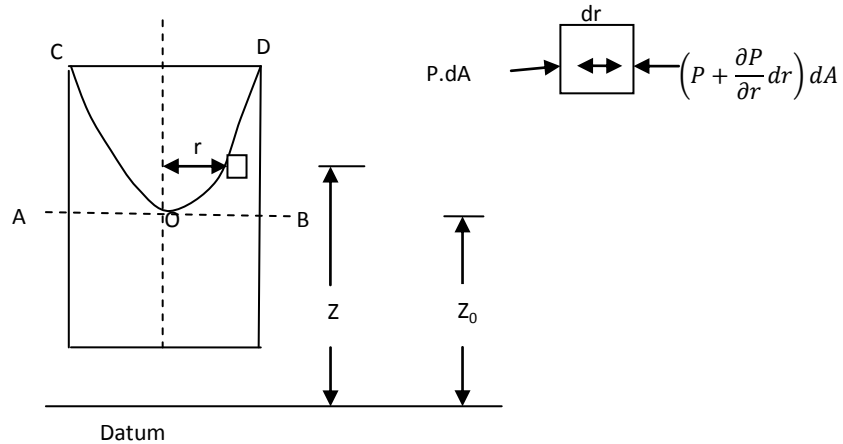 dr
C
D
P.dA
(P + ∂P/∂r dr) dA
r
A
O
B
Z
Z₀
Datum